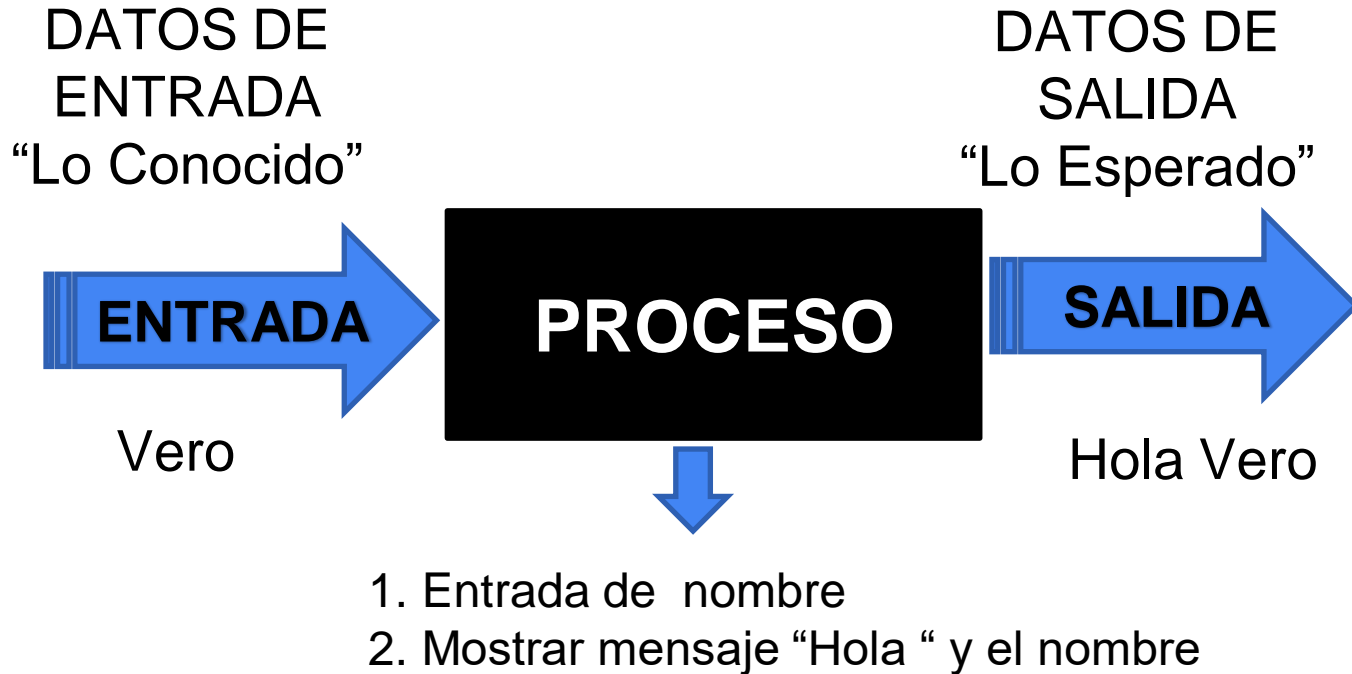 DATOS DE
ENTRADA
“Lo Conocido”
DATOS DE
SALIDA
“Lo Esperado”
ENTRADA
PROCESO
SALIDA
Vero
Hola Vero
1. Entrada de  nombre
2. Mostrar mensaje “Hola “ y el nombre